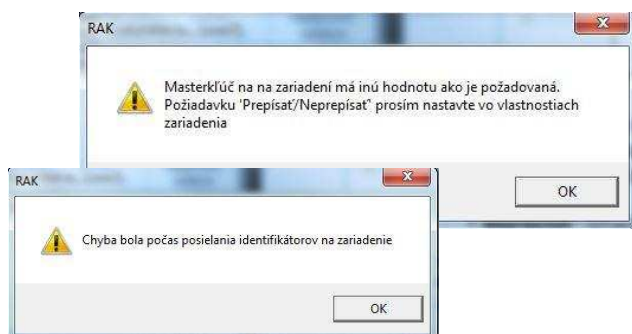 RAK
Masterkľúč na na zariadení má inú hodnotu ako je požadovaná.
Požiadavku 'Prepísať/Neprepísať" prosím nastavte vo vlastnostiach
zariadenia
OK
RAK
Chyba bola počas posielania identifikátorov na zariadenie
OK